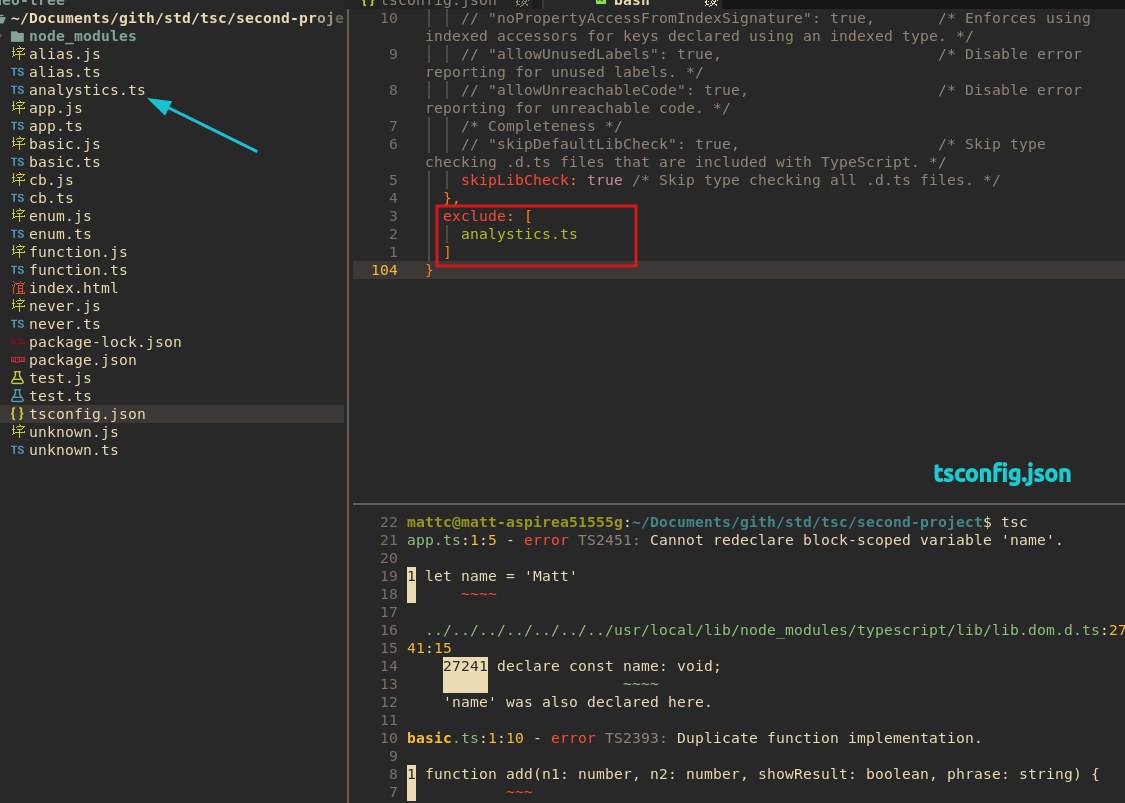 neo-tree
~/Documents/gith/std/tsc/second-proje
node_modules
alias.js
alias.ts
analystics.ts
app.js
app.ts
basic.js
basic.ts
cb.js
cb.ts
enum.js
enum.ts
function.js
function.ts
index.html
never.js
never.ts
package-lock.json
package.json
test.js
test.ts
{} tsconfig.json
unknown.js
unknown.ts
{} tsconfig.json bash
10 // "noPropertyAccessFromIndexSignature": true, /* Enforces using
indexed accessors for keys declared using an indexed type. */
9 // "allowUnusedLabels": true, /* Disable error
reporting for unused labels. */
8 // "allowUnreachableCode": true, /* Disable error
reporting for unreachable code. */
7 /* Completeness */
6 // "skipDefaultLibCheck": true, /* Skip type
checking .d.ts files that are included with TypeScript. */
5 skipLibCheck: true /* Skip type checking all .d.ts files. */
4 },
3 exclude: [
2 analystics.ts
1 ]
104 }
tsconfig.json
22 mattc@matt-aspirea51555g:~/Documents/gith/std/tsc/second-project$ tsc
21 app.ts:1:5 - error TS2451: Cannot redeclare block-scoped variable 'name'.
20
19 1 let name = 'Matt'
18 ~~~~
17
16 ../../../../../../../usr/local/lib/node_modules/typescript/lib/lib.dom.d.ts:27
15 41:15
14 27241 declare const name: void;
13 ~~~~
12 'name' was also declared here.
11
10 basic.ts:1:10 - error TS2393: Duplicate function implementation.
9
8 1 function add(n1: number, n2: number, showResult: boolean, phrase: string) {
7 ~~~